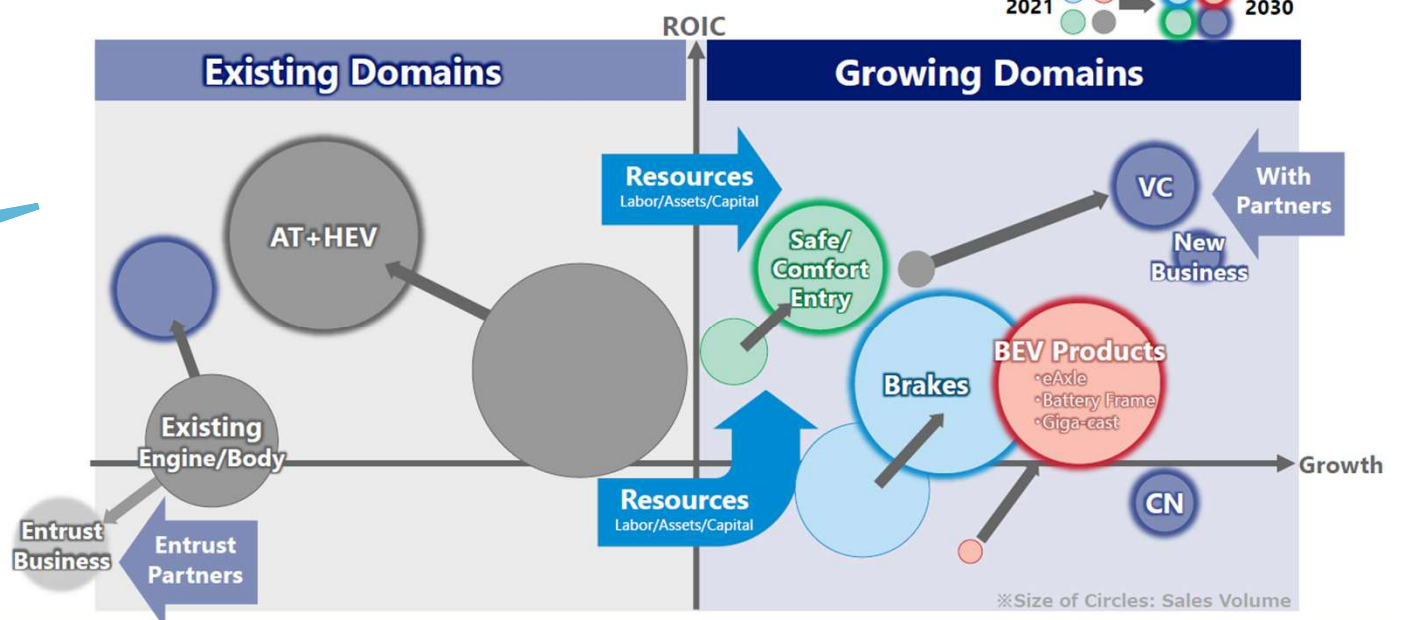 2021
2030
ROIC
Existing Domains
Growing Domains
Resources
Labor/Assets/Capital
VC
With
Partners
AT+HEV
Safe/
Comfort
Entry
New
Business
BEV Products
・eAxle
・Battery Frame
・Giga-cast
Brakes
Existing
Engine/Body
Growth
Resources
Labor/Assets/Capital
CN
Entrust
Business
Entrust
Partners
※Size of Circles: Sales Volume